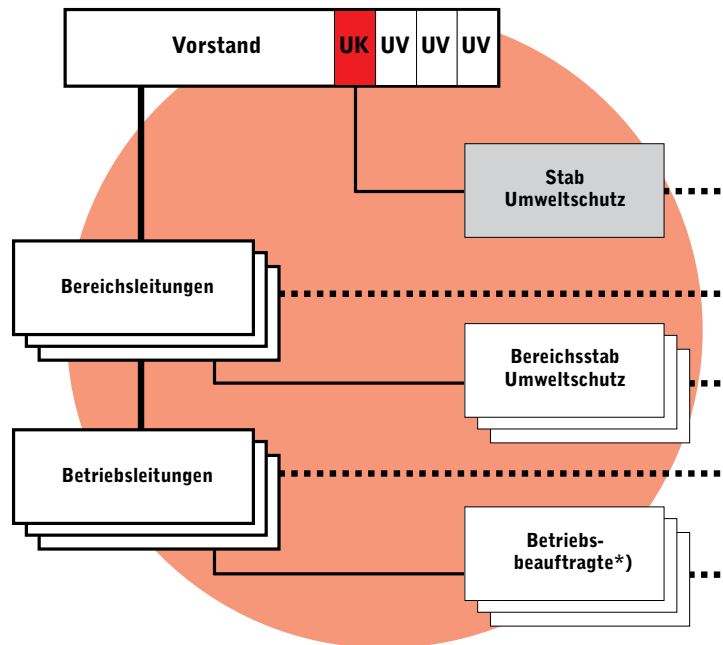 Vorstand UK UV UV UV
Stab
Umweltschutz
Bereichsleitungen
Bereichsstab
Umweltschutz
Betriebsleitungen
Betriebs-
beauftragte*)